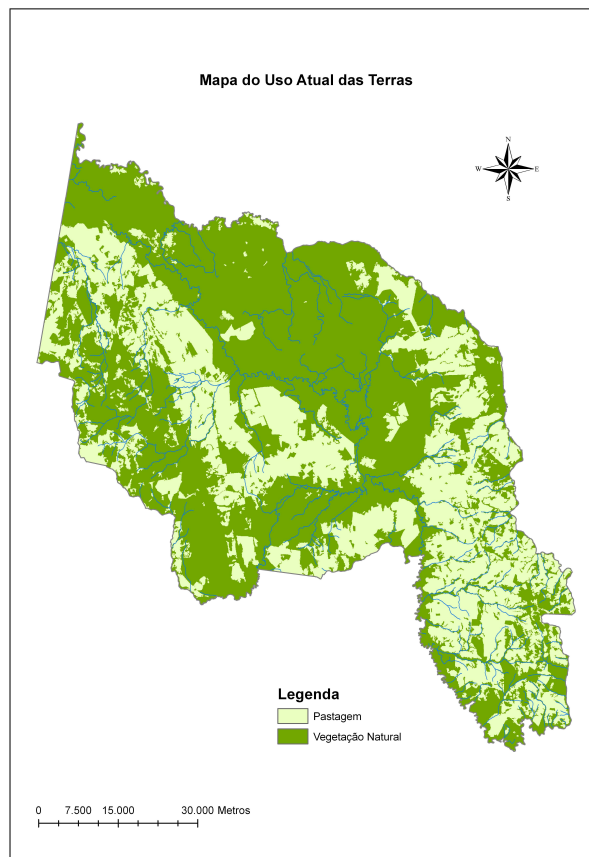 Mapa do Uso Atual das Terras
N
W E
S
Legenda
Pastagem
Vegetação Natural
0 7.500 15.000 30.000 Metros